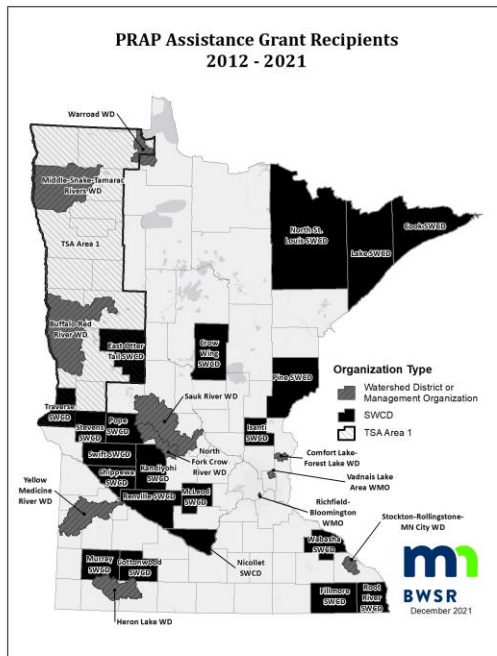 PRAP Assistance Grant Recipients
2012 - 2021
Warroad WD
Middle-Snake-Tamarac
Rivers WD
TSA Area 1
North St.
Louis SWCD
Lake SWCD
Cook SWCD
Buffalo-Red
River WD
East Otter
Tail SWCD
Crow
Wing
SWCD
Pine SWCD
Organization Type
Watershed District or
Management Organization
SWCD
TSA Area 1
Sauk River WD
Traverse
SWCD
Stevens
SWCD
Pope
SWCD
Isanti
SWCD
North
Fork Crow
River WD
Swift SWCD
Kandiyohi
SWCD
Chippewa
SWCD
Renville SWCD
McLeod
SWCD
Comfort Lake-
Forest Lake WD
Vadnais Lake
Area WMO
Richfield-
Bloomington
WMO
Yellow
Medicine
River WD
Stockton-Rollingstone-
MN City WD
Wabasha
SWCD
Nicollet
SWCD
Murray
SWCD
Cottonwood
SWCD
Heron Lake WD
Fillmore
SWCD
Root
River
SWCD
mn
BWSR
December 2021